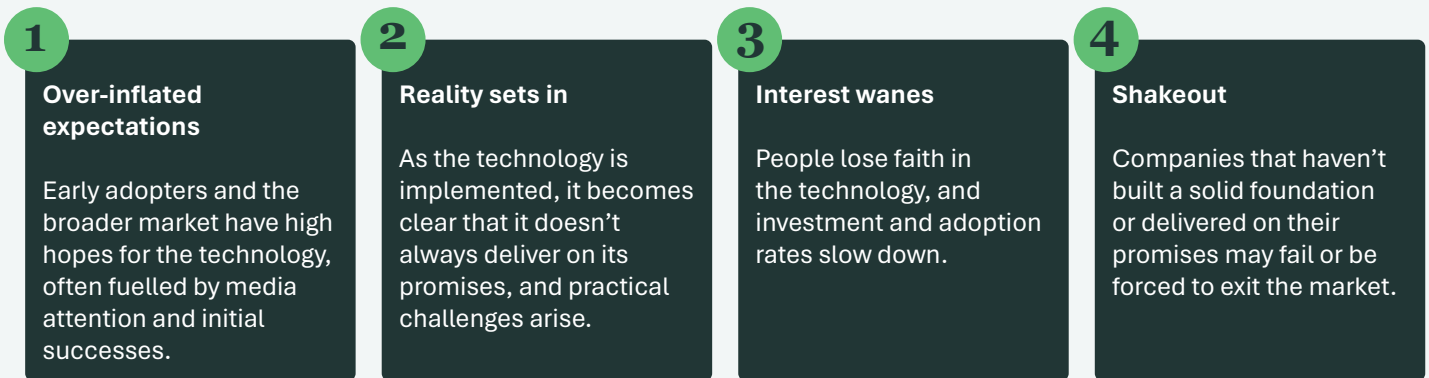 1
Over-inflated
expectations
Early adopters and the
broader market have high
hopes for the technology,
often fuelled by media
attention and initial
successes.
2
Reality sets in
As the technology is
implemented, it becomes
clear that it doesn’t
always deliver on its
promises, and practical
challenges arise.
3
Interest wanes
People lose faith in
the technology, and
investment and adoption
rates slow down.
4
Shakeout
Companies that haven’t
built a solid foundation
or delivered on their
promises may fail or be
forced to exit the market.